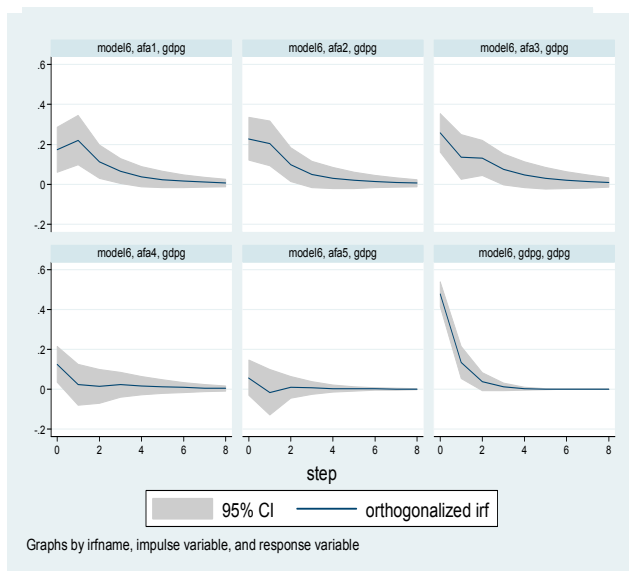 model6, afa1, gdpg
model6, afa2, gdpg
model6, afa3, gdpg
.6
.4
.2
0
-.2
model6, afa4, gdpg
model6, afa5, gdpg
model6, gdpg, gdpg
.6
.4
.2
0
-.2
0 2 4 6 8
0 2 4 6 8
0 2 4 6 8
step
95% CI
orthogonalized irf
Graphs by irfname, impulse variable, and response variable